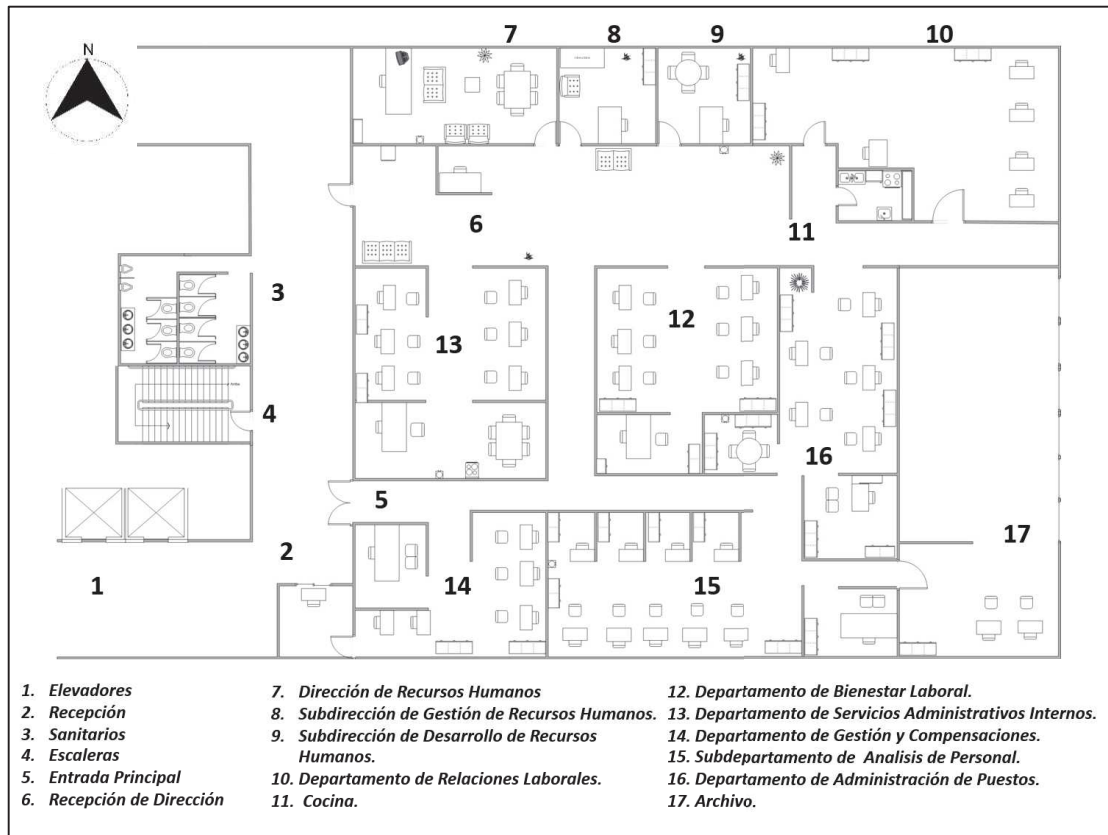 N
7 8 9 10
6 11
3
12
13
4
16
5
17
2
1 14 15
1. Elevadores
2. Recepción
3. Sanitarios
4. Escaleras
5. Entrada Principal
6. Recepción de Dirección
7. Dirección de Recursos Humanos
8. Subdirección de Gestión de Recursos Humanos.
9. Subdirección de Desarrollo de Recursos
Humanos.
10. Departamento de Relaciones Laborales.
11. Cocina.
12. Departamento de Bienestar Laboral.
13. Departamento de Servicios Administrativos Internos.
14. Departamento de Gestión y Compensaciones.
15. Subdepartamento de Analisis de Personal.
16. Departamento de Administración de Puestos.
17. Archivo.